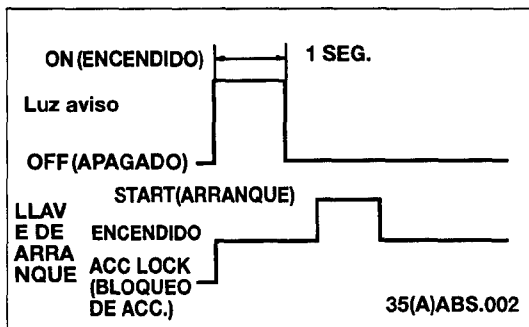 ON (ENCENDIDO)
1 SEG.
Luz aviso
OFF (APAGADO)
START(ARRANQUE)
LLAV
E DE
ARRA
NQUE
ENCENDIDO
ACC LOCK
(BLOQUEO
DE ACC.)
35(A)ABS.002